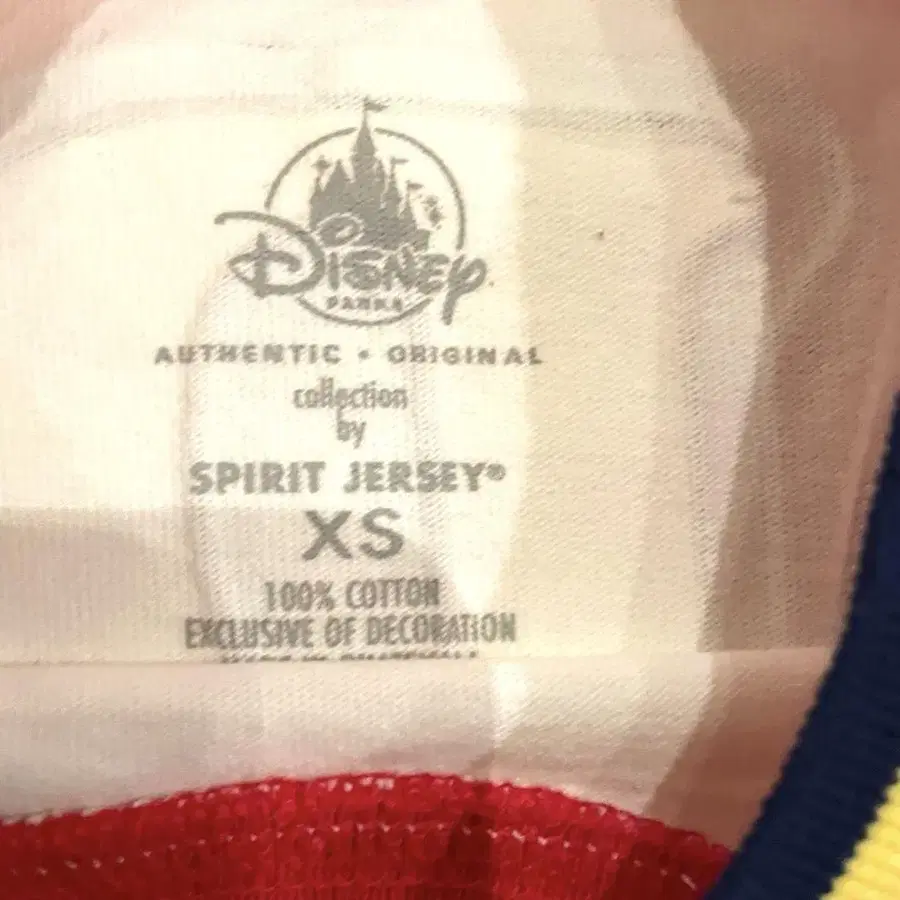 Disney
PARKS
AUTHENTIC • ORIGINAL
collection
by
SPIRIT JERSEY®
XS
100% COTTON
EXCLUSIVE OF DECORATION